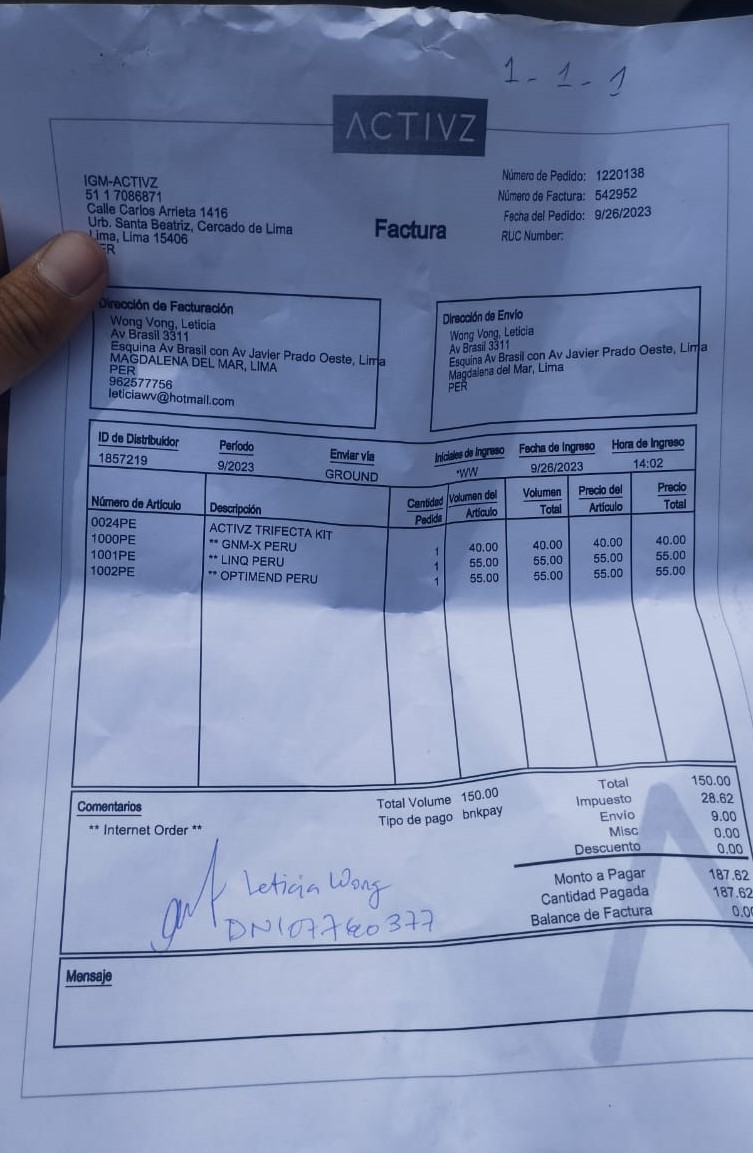 1 - 1 - 1
ACTIVZ
IGM-ACTIVZ
51 1 7086871
Calle Carlos Arrieta 1416
Urb. Santa Beatriz, Cercado de Lima
Lima, Lima 15406
Factura
Número de Pedido: 1220138
Número de Factura: 542952
Fecha del Pedido: 9/26/2023
RUC Number:
Dirección de Facturación
Wong Vong, Leticia
Av Brasil 3311
Esquina Av Brasil con Av Javier Prado Oeste, Lima
MAGDALENA DEL MAR, LIMA
PER
962577756
leticiawv@hotmail.com
Dirección de Envio
Wong Vong, Leticia
Av Brasil 3311
Esquina Av Brasil con Av Javier Prado Oeste, Lima
Magdalena del Mar, Lima
PER
ID de Distribuidor Período Enviar vía Iniciales de Ingreso Fecha de Ingreso Hora de Ingreso
1857219 9/2023 GROUND *WW 9/26/2023 14:02
Número de Artículo Descripción Cantidad Pedida Volumen del Artículo Volumen Total Precio del Artículo Precio Total
0024PE ACTIVZ TRIFECTA KIT
1000PE ** GNM-X PERU 1 40.00 40.00 40.00 40.00
1001PE ** LINQ PERU 1 55.00 55.00 55.00 55.00
1002PE ** OPTIMEND PERU 1 55.00 55.00 55.00 55.00
Comentarios
** Internet Order **
Total Volume 150.00
Tipo de pago bnkpay
Total 150.00
Impuesto 28.62
Envío 9.00
Misc 0.00
Descuento 0.00
Monto a Pagar 187.62
Cantidad Pagada 187.62
Balance de Factura 0.00
Leticia Wong
Mensaje